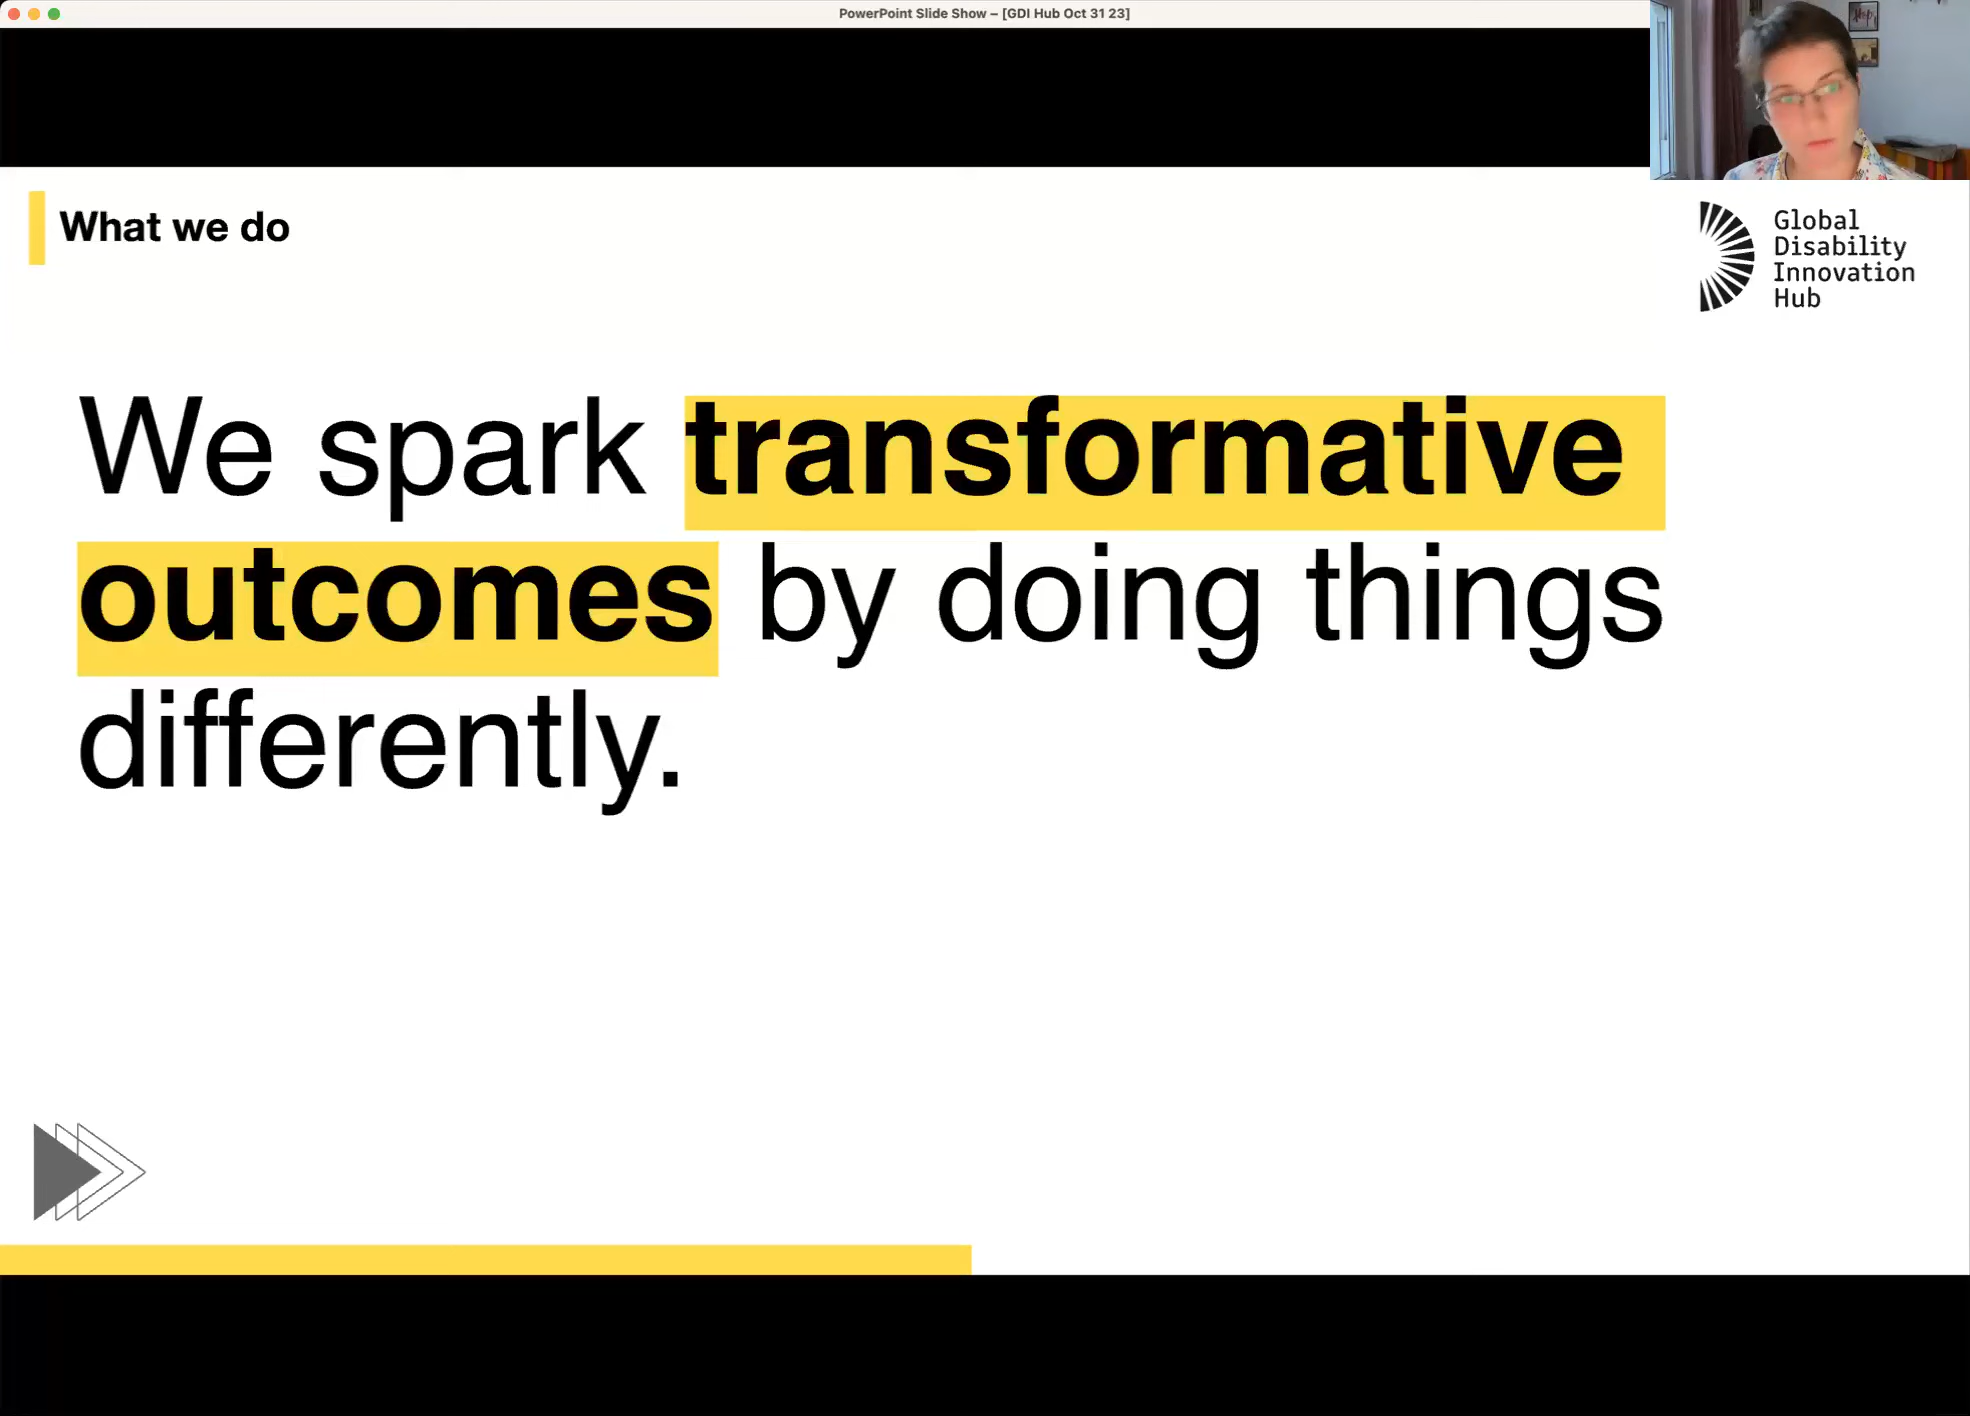 PowerPoint Slide Show – [GDI Hub Oct 31 23]
What we do
Global
Disability
Innovation
Hub
We spark transformative
outcomes by doing things
differently.